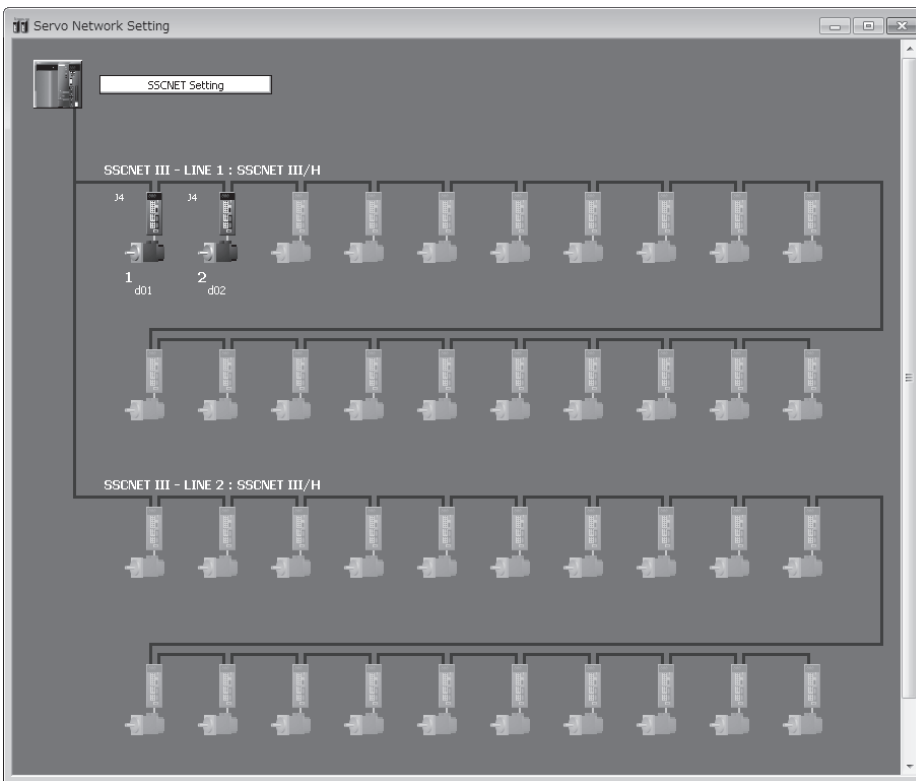 Servo Network Setting
SSCNET Setting
SSCNET III - LINE 1 : SSCNET III/H
J4 J4
1 2
d01 d02
SSCNET III - LINE 2 : SSCNET III/H